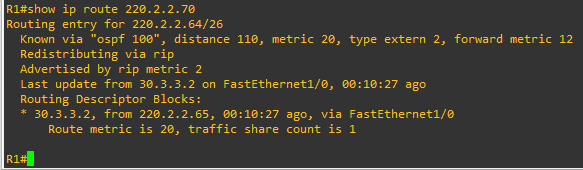 R1#show ip route 220.2.2.70
Routing entry for 220.2.2.64/26
  Known via "ospf 100", distance 110, metric 20, type extern 2, forward metric 12
  Redistributing via rip
  Advertised by rip metric 2
  Last update from 30.3.3.2 on FastEthernet1/0, 00:10:27 ago
  Routing Descriptor Blocks:
  * 30.3.3.2, from 220.2.2.65, 00:10:27 ago, via FastEthernet1/0
      Route metric is 20, traffic share count is 1
R1#